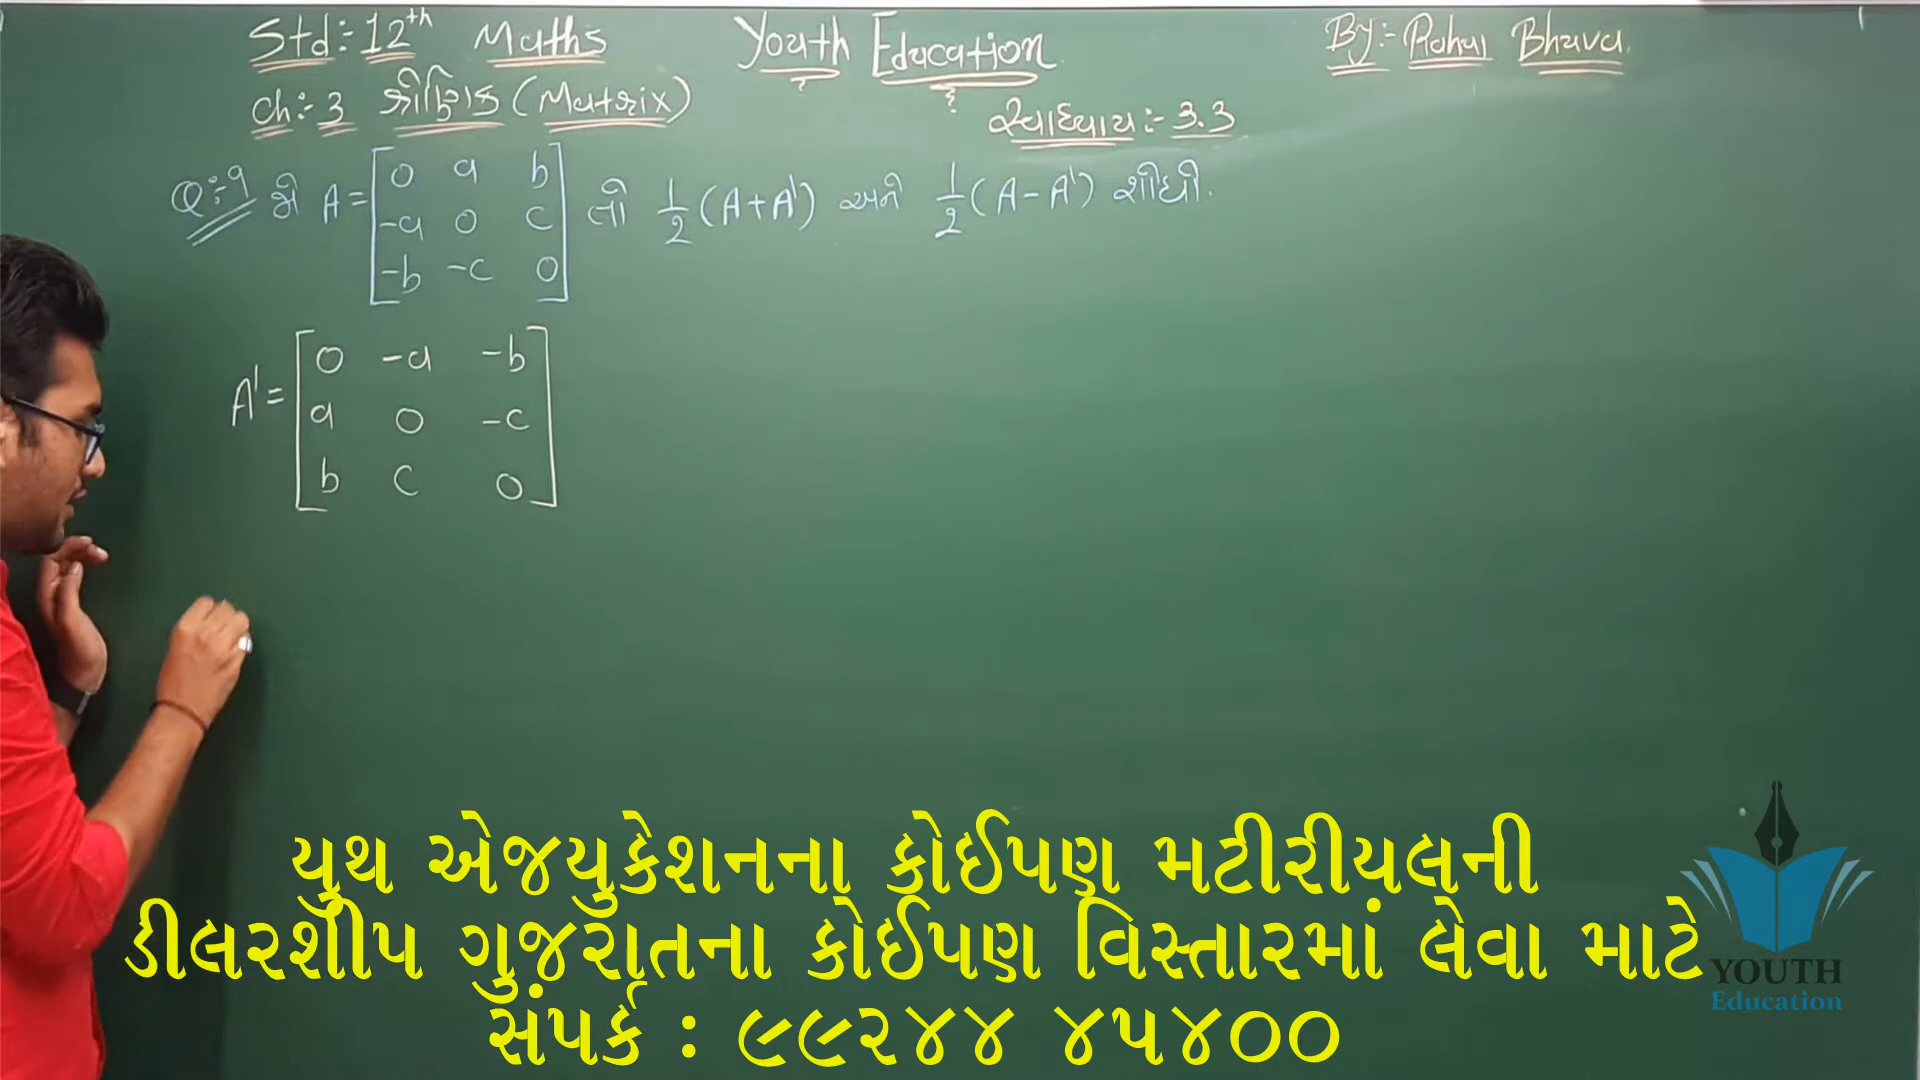 Std:- 12th Maths
Youth Education
By:- Rahul Bhuva.
Ch:- 3 શ્રેણિક (Matrix)
સ્વાધ્યાય:- 3.3
Q:-9 જો A = [0 a b
-a 0 c
-b -c 0] તો 1/2 (A+A') અને 1/2 (A-A') શોધો.
A' = [0 -a -b
a 0 -c
b c 0]
યુથ એજયુકેશનના કોઈપણ મટીરીયલની
ડીલરશીપ ગુજરાતના કોઈપણ વિસ્તારમાં લેવા માટે
સંપર્ક : ૯૯૨૪૪ ૪૫૪૦૦
YOUTH
Education